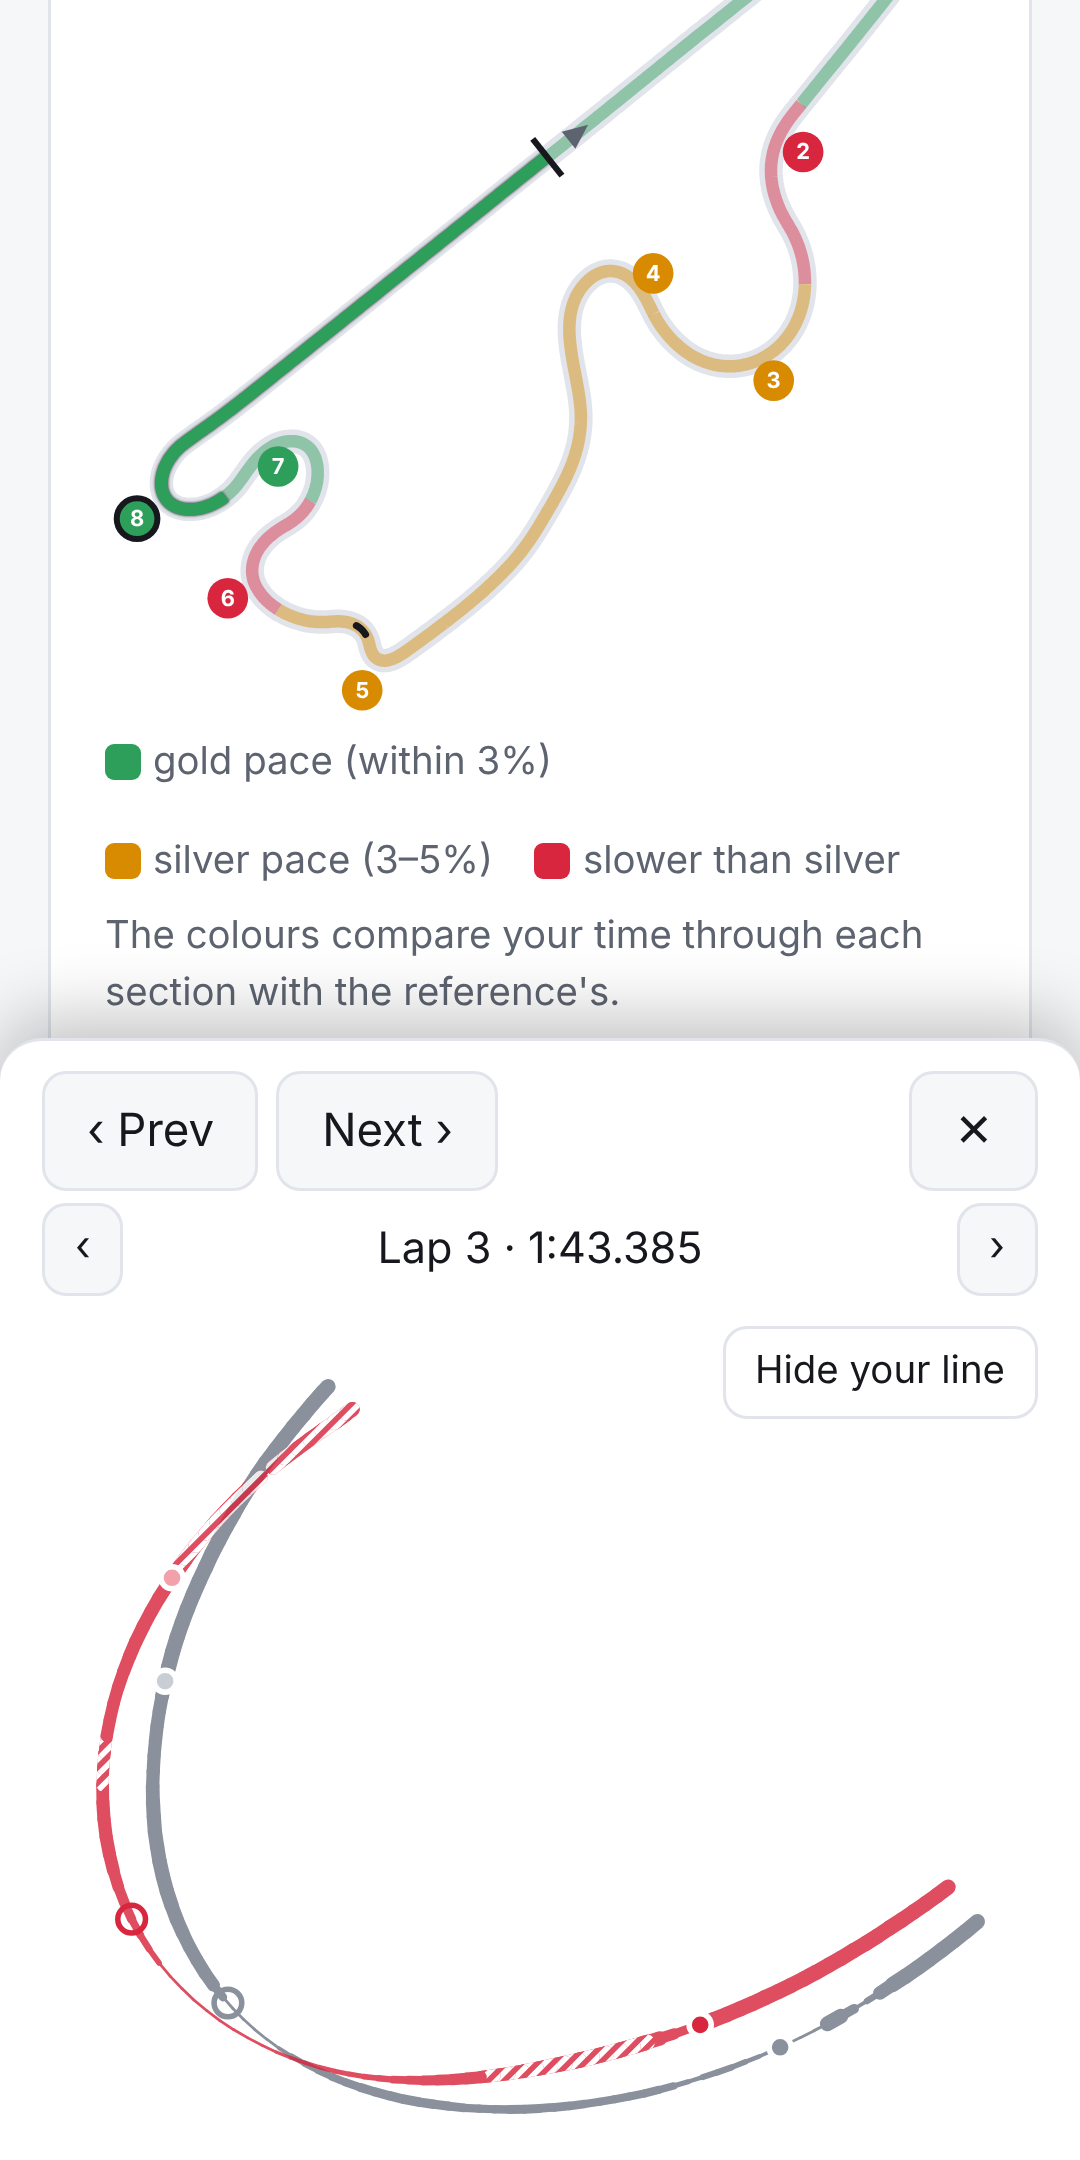 2
4
3
7
8
6
5
gold pace (within 3%)
silver pace (3–5%) slower than silver
The colours compare your time through each
section with the reference's.
‹ Prev Next › ✕
‹ Lap 3 · 1:43.385 ›
Hide your line